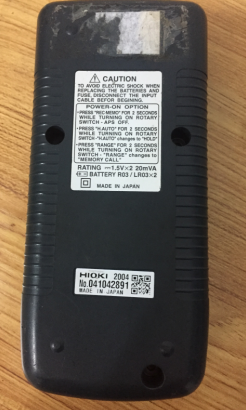 ⚠ CAUTION
TO AVOID ELECTRIC SHOCK WHEN
REPLACING THE BATTERIES AND
FUSE, DISCONNECT THE INPUT
CABLE BEFOR BEGINING.
POWER-ON OPTION
•PRESS "REC·MEMO" FOR 2 SECONDS
WHILE TURNING ON ROTARY
SWITCH - APS OFF.
•PRESS "H.AUTO" FOR 2 SECONDS
WHILE TURNING ON ROTARY
SWITCH-"H.AUTO" changes to "HOLD"
•PRESS "RANGE" FOR 2 SECONDS
WHILE TURNING ON ROTARY
SWITCH - "RANGE" changes to
"MEMORY CALL"
RATING ⎓1.5V×2 20mVA
BATTERY R03 / LR03×2
MADE IN JAPAN
HIOKI 2004
No.041042891
MADE IN JAPAN